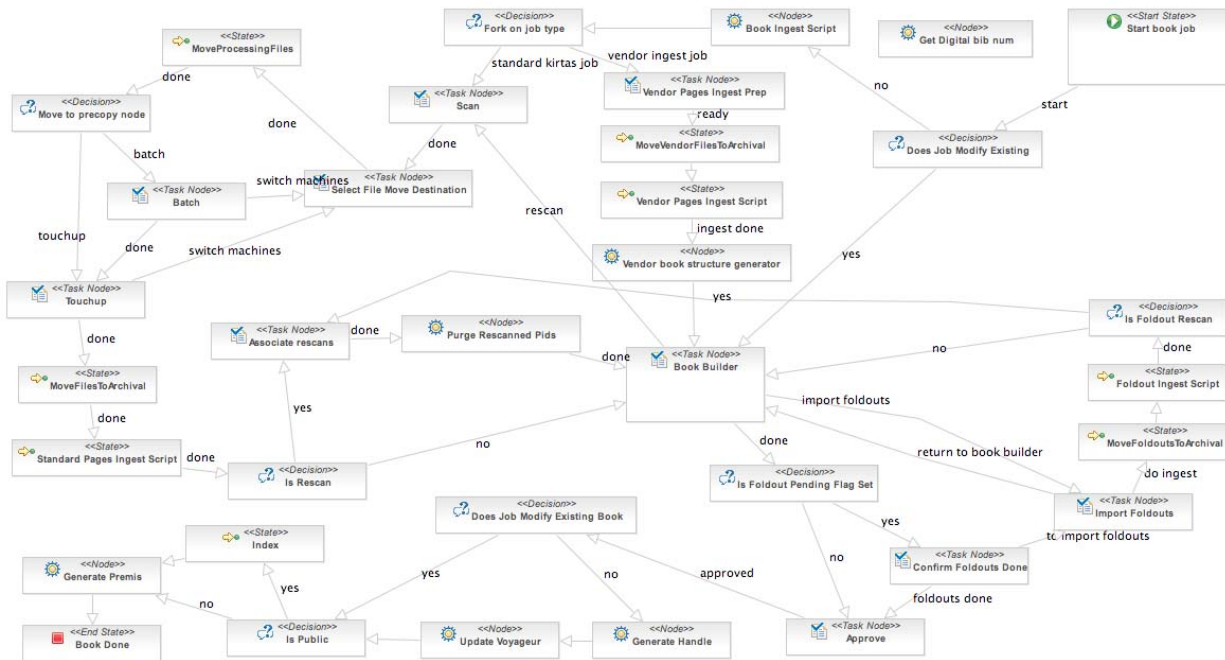 <<Decision>>
Fork on job type
<<Node>>
Book Ingest Script
<<Node>>
Get Digital bib num
<<Start State>>
Start book job
<<State>>
MoveProcessingFiles
standard kirtas job
vendor ingest job
done
<<Decision>>
Move to precopy node
<<Task Node>>
Scan
<<Task Node>>
Vendor Pages Ingest Prep
no
start
ready
done
done
<<State>>
MoveVendorFilesToArchival
<<Decision>>
Does Job Modify Existing
batch
switch machines
<<Task Node>>
Batch
<<Task Node>>
Select File Move Destination
<<State>>
Vendor Pages Ingest Script
rescan
ingest done
touchup
done
switch machines
<<Node>>
Vendor book structure generator
yes
<<Task Node>>
Touchup
yes
<<Decision>>
Is Foldout Rescan
<<Task Node>>
Associate rescans
done
<<Node>>
Purge Rescanned Pids
done
done
<<Task Node>>
Book Builder
no
done
<<State>>
MoveFilesToArchival
<<State>>
Foldout Ingest Script
import foldouts
done
yes
<<State>>
MoveFoldoutsToArchival
<<State>>
Standard Pages Ingest Script
done
no
done
return to book builder
do ingest
<<Decision>>
Is Rescan
<<Decision>>
Is Foldout Pending Flag Set
<<Task Node>>
Import Foldouts
<<Decision>>
Does Job Modify Existing Book
yes
to import foldouts
<<State>>
Index
<<Node>>
Generate Premis
no
<<Task Node>>
Confirm Foldouts Done
yes
yes
no
approved
foldouts done
no
<<End State>>
Book Done
<<Decision>>
Is Public
<<Node>>
Update Voyageur
<<Node>>
Generate Handle
<<Task Node>>
Approve